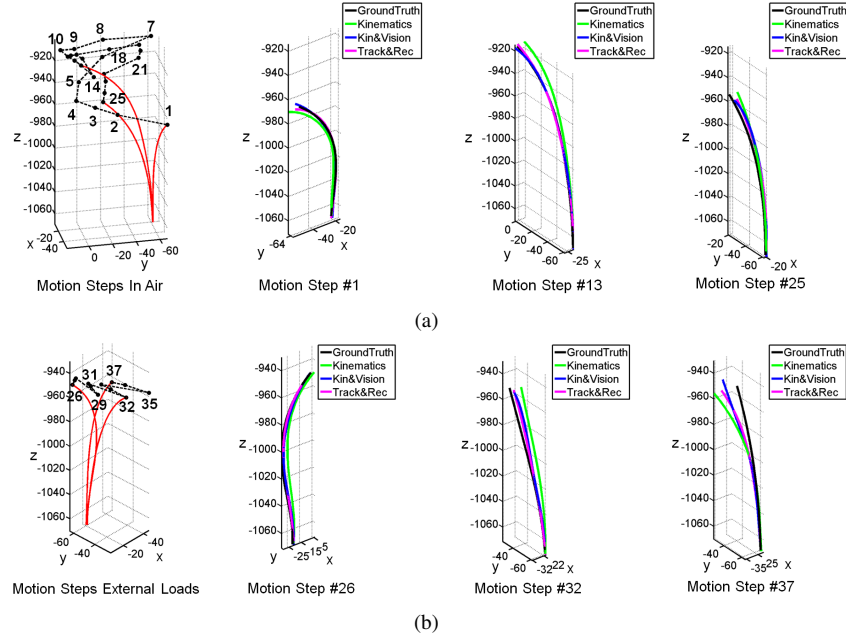 10 9 8 7
18
21
5 14
25
4 3 2 1
-920
-940
-960
-980
-1000
-1020
-1040
-1060
z
x -20
-40
0 -20 -40 -60
y
Motion Steps In Air
GroundTruth
Kinematics
Kin&Vision
Track&Rec
-920
-940
-960
-980
-1000
-1020
-1040
-1060
z
y -64 -40 -20 x
Motion Step #1
GroundTruth
Kinematics
Kin&Vision
Track&Rec
-920
-940
-960
-980
-1000
-1020
-1040
-1060
z
0
-20
-40
-60
y -25 x
Motion Step #13
GroundTruth
Kinematics
Kin&Vision
Track&Rec
-920
-940
-960
-980
-1000
-1020
-1040
-1060
z
-20
-40
-60
y -20 x
Motion Step #25
(a)
26 31 37
29 32 35
-940
-960
-980
-1000
-1020
-1040
-1060
z
-60
-40
-20
y -20 -40
x
Motion Steps External Loads
GroundTruth
Kinematics
Kin&Vision
Track&Rec
-940
-960
-980
-1000
-1020
-1040
-1060
z
y -25 15 5
x
Motion Step #26
GroundTruth
Kinematics
Kin&Vision
Track&Rec
-940
-960
-980
-1000
-1020
-1040
-1060
z
-40
-60
y -32 22 x
Motion Step #32
GroundTruth
Kinematics
Kin&Vision
Track&Rec
-940
-960
-980
-1000
-1020
-1040
-1060
z
-40
-60
y -35 25 x
Motion Step #37
(b)